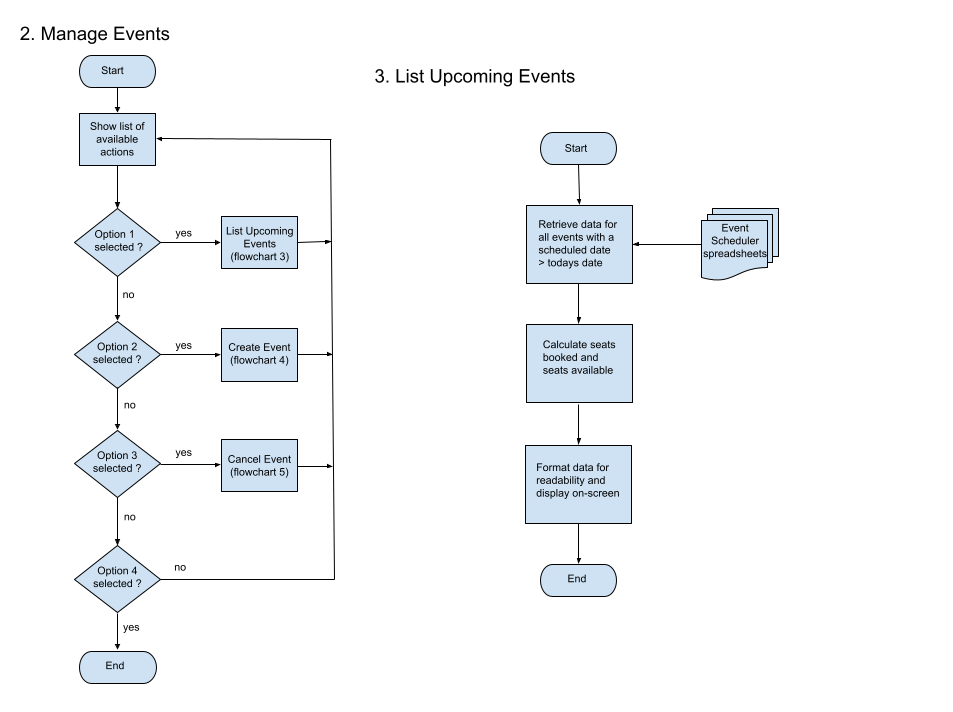 2. Manage Events
Start
Show list of
available
actions
Option 1
selected ?
yes
List Upcoming
Events
(flowchart 3)
no
Option 2
selected ?
yes
Create Event
(flowchart 4)
no
Option 3
selected ?
yes
Cancel Event
(flowchart 5)
no
Option 4
selected ?
no
yes
End
3. List Upcoming Events
Start
Retrieve data for
all events with a
scheduled date
> todays date
Event
Scheduler
spreadsheets
Calculate seats
booked and
seats available
Format data for
readability and
display on-screen
End